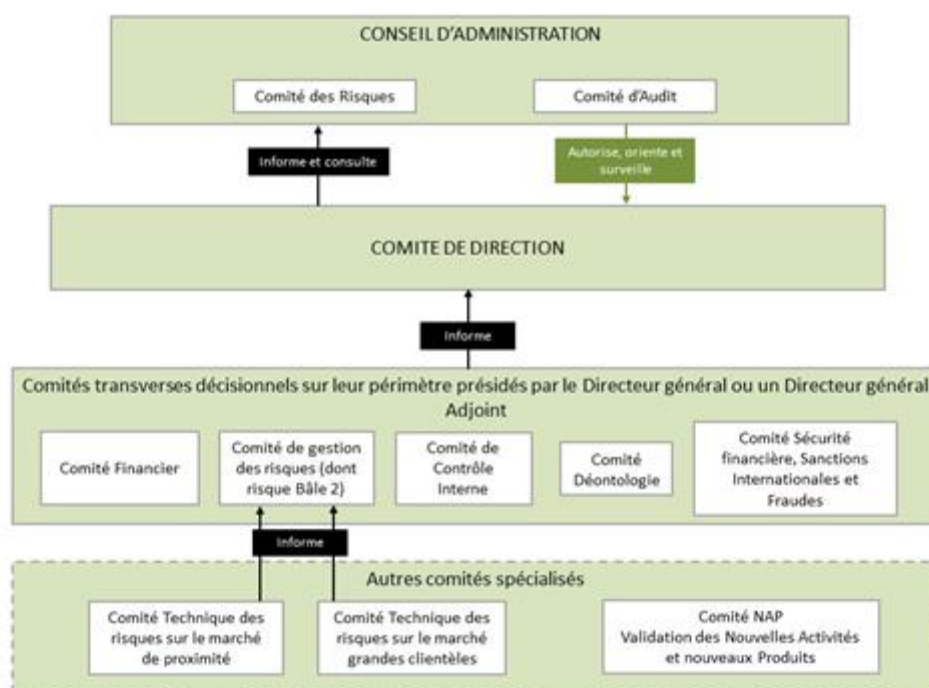 CONSEIL D'ADMINISTRATION
Comité des Risques
Comité d'Audit
Informe et consulte
Autorise, oriente et
surveille
COMITE DE DIRECTION
Informe
Comités transverses décisionnels sur leur périmètre présidés par le Directeur général ou un Directeur général
Adjoint
Comité Financier
Comité de gestion
des risques (dont
risque Bâle 2)
Comité de
Contrôle
Interne
Comité
Déontologie
Comité Sécurité
financière, Sanctions
Internationales et
Fraudes
Informe
Autres comités spécialisés
Comité Technique des
risques sur le marché
de proximité
Comité Technique des
risques sur le marché
grandes clientèles
Comité NAP
Validation des Nouvelles Activités
et nouveaux Produits